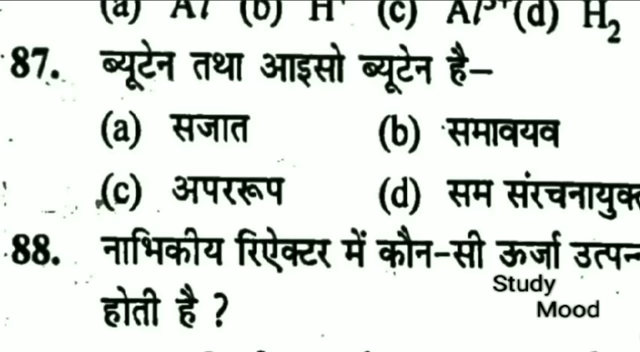 (a) Al (b) H⁺ (c) Al³⁺ (d) H₂
87. ब्यूटेन तथा आइसो ब्यूटेन है–
(a) सजात (b) समावयव
(c) अपररूप (d) सम संरचनायुक्
88. नाभिकीय रिऐक्टर में कौन-सी ऊर्जा उत्पन्
होती है ?
Study
Mood